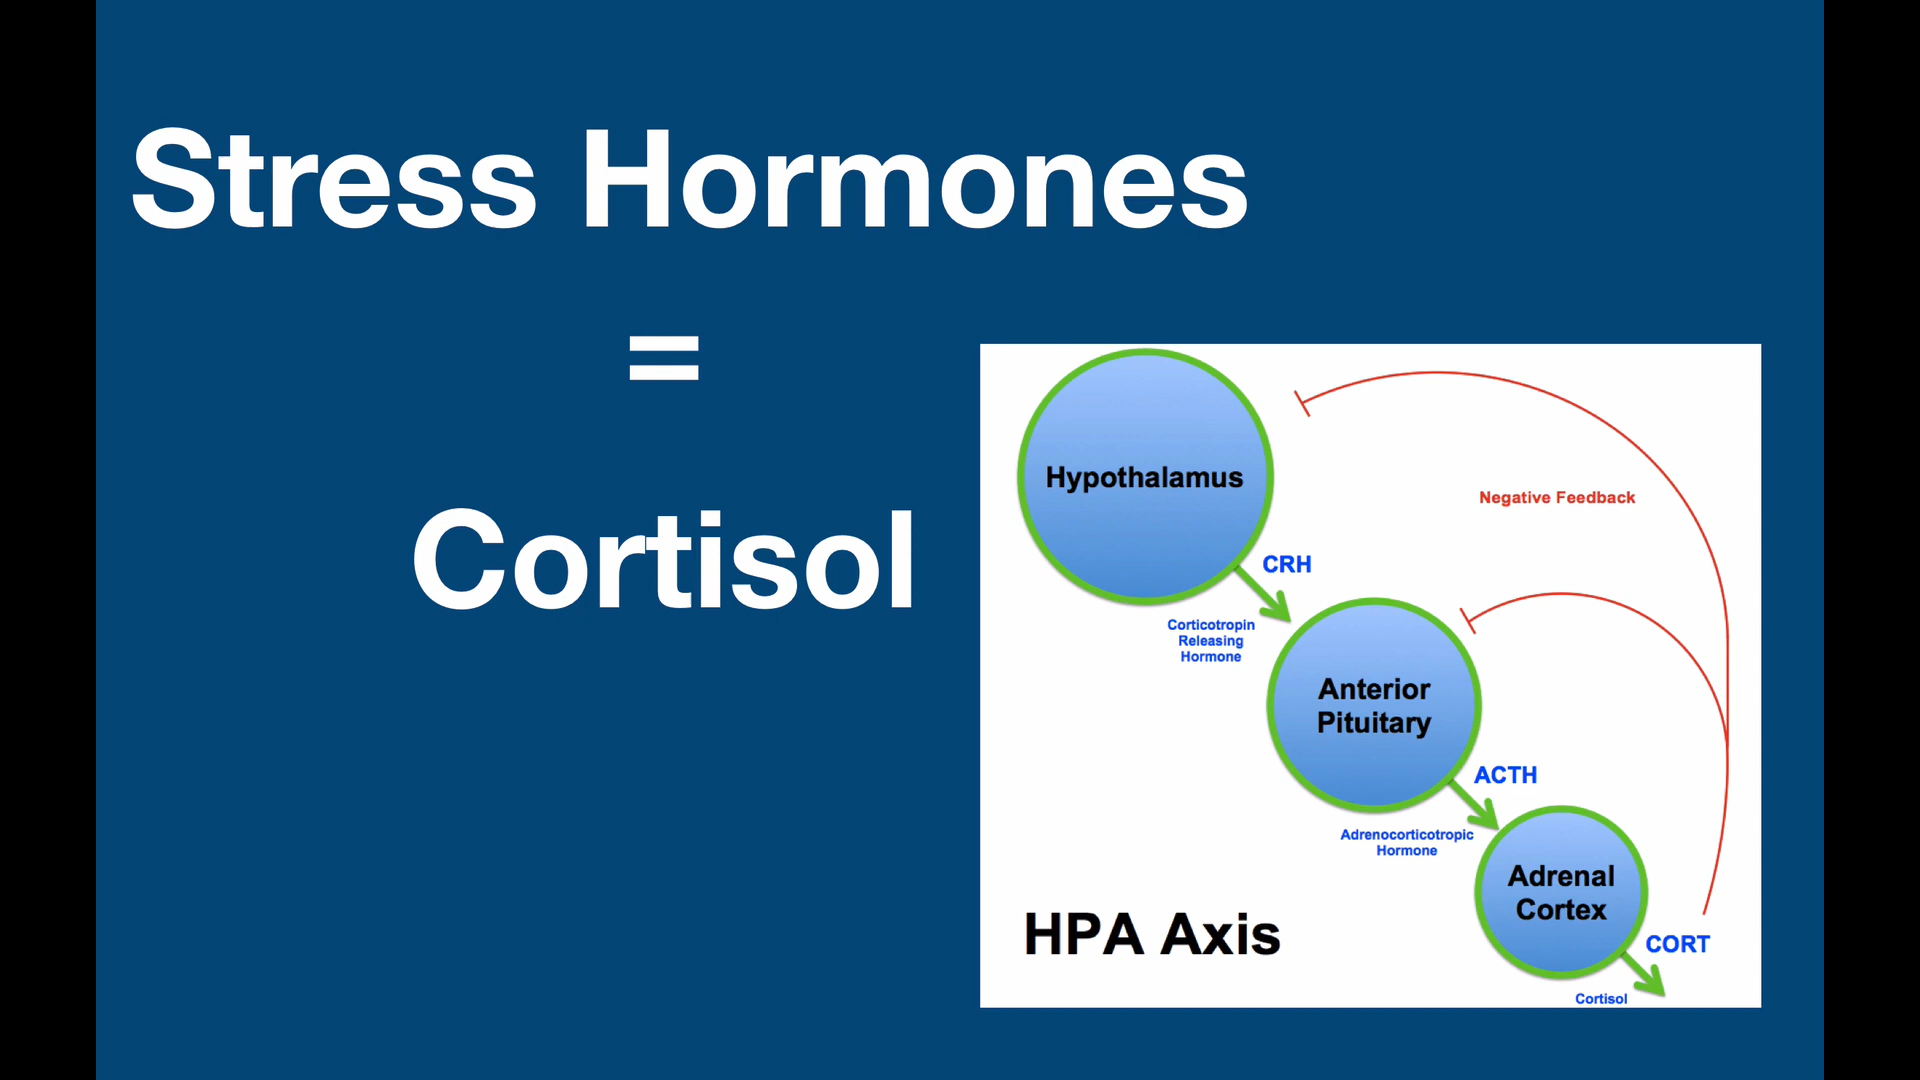 Stress Hormones
=
Cortisol
Hypothalamus
Negative Feedback
CRH
Corticotropin
Releasing
Hormone
Anterior
Pituitary
ACTH
Adrenocorticotropic
Hormone
Adrenal
Cortex
HPA Axis
CORT
Cortisol